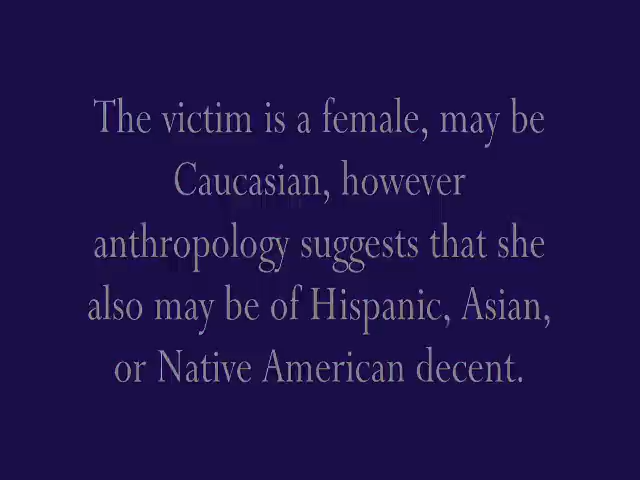 The victim is a female, may be
Caucasian, however
anthropology suggests that she
also may be of Hispanic, Asian,
or Native American decent.